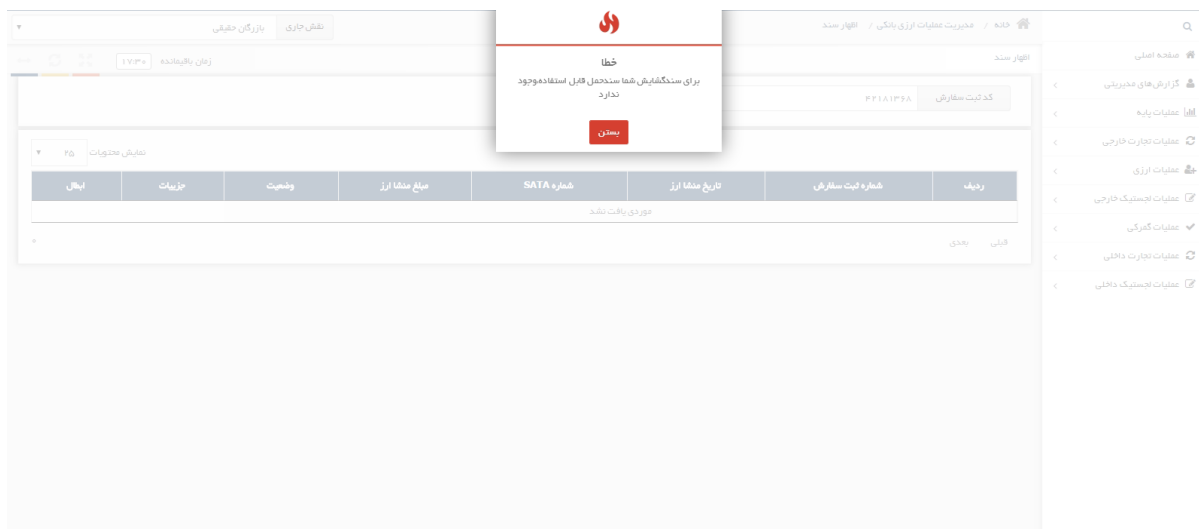 خانه / مدیریت عملیات ارزی بانکی / اظهار سند
نقش جاری بازرگان حقیقی
اظهار سند
زمان باقیمانده ۱۷:۳۰
خطا
برای سندگشایش شما سندحمل قابل استفاده‌موجود
ندارد
بستن
صفحه اصلی
گزارش‌های مدیریتی
عملیات پایه
عملیات تجارت خارجی
عملیات ارزی
عملیات لجستیک خارجی
عملیات گمرکی
عملیات تجارت داخلی
عملیات لجستیک داخلی
کد ثبت سفارش ۴۲۱۸۱۳۶۸
نمایش محتویات ۲۵
ردیف شماره ثبت سفارش تاریخ منشا ارز شماره SATA مبلغ منشا ارز وضعیت جزییات ابطال
موردی یافت نشد
قبلی بعدی
۰